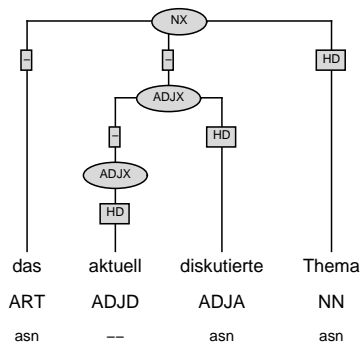 NX
– – HD
ADJX
– HD
ADJX
HD
das aktuell diskutierte Thema
ART ADJD ADJA NN
asn −− asn asn